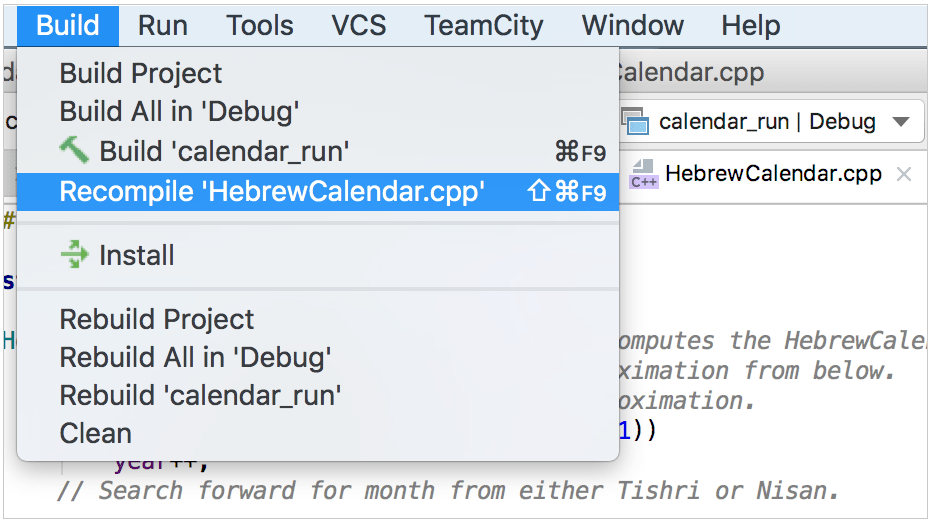 Build Run Tools VCS TeamCity Window Help
Calendar.cpp
Build Project
Build All in 'Debug'
calendar_run | Debug
Build 'calendar_run' ⌘F9
Recompile 'HebrewCalendar.cpp' ⇧⌘F9
C++ HebrewCalendar.cpp
#
Install
Rebuild Project
omputes the HebrewCale
Rebuild All in 'Debug'
ximation from below.
Rebuild 'calendar_run'
oximation.
Clean
1))
year++;
// Search forward for month from either Tishri or Nisan.